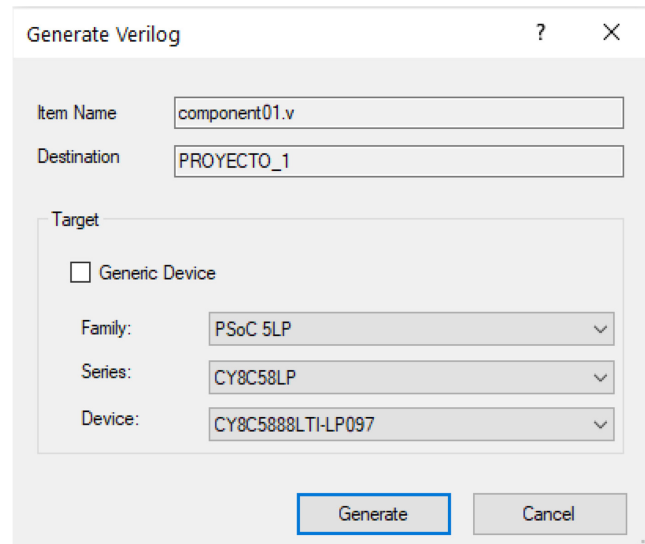 Generate Verilog ? ×
Item Name component01.v
Destination PROYECTO_1
Target
Generic Device
Family: PSoC 5LP
Series: CY8C58LP
Device: CY8C5888LTI-LP097
Generate Cancel